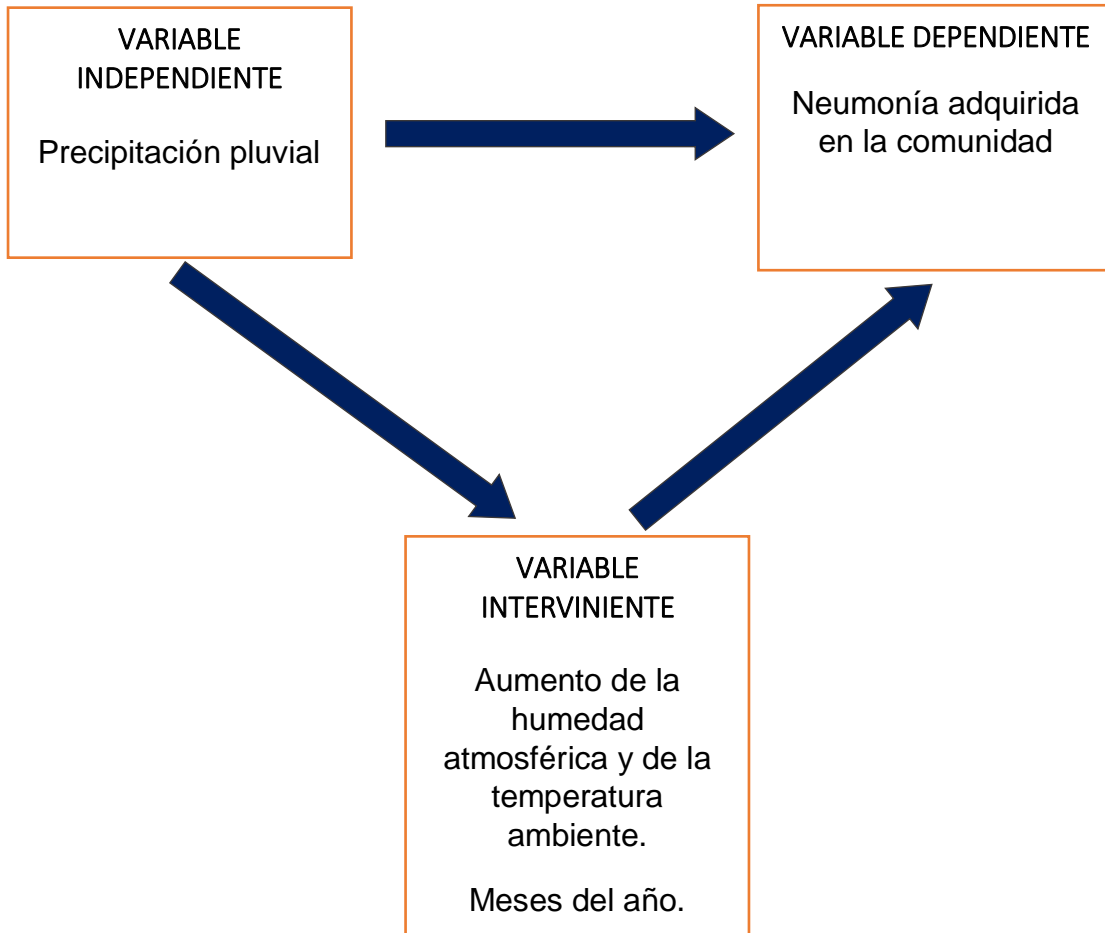 VARIABLE
INDEPENDIENTE
Precipitación pluvial
VARIABLE DEPENDIENTE
Neumonía adquirida
en la comunidad
VARIABLE
INTERVINIENTE
Aumento de la
humedad
atmosférica y de la
temperatura
ambiente.
Meses del año.